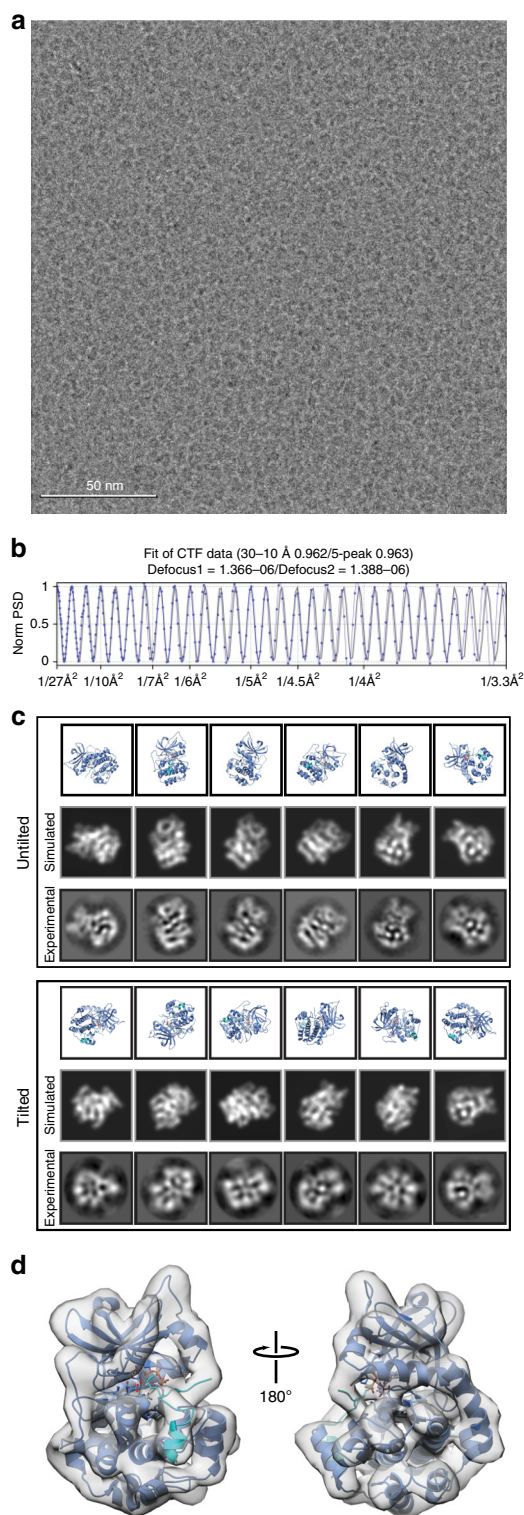 a
50 nm
b
Fit of CTF data (30–10 Å 0.962/5-peak 0.963)
Defocus1 = 1.366–06/Defocus2 = 1.388–06)
Norm PSD
1
0.5
0
1/27Å² 1/10Å² 1/7Å² 1/6Å² 1/5Å² 1/4.5Å² 1/4Å² 1/3.3Å²
c
Untilted
Simulated
Experimental
Tilted
Simulated
Experimental
d
180°